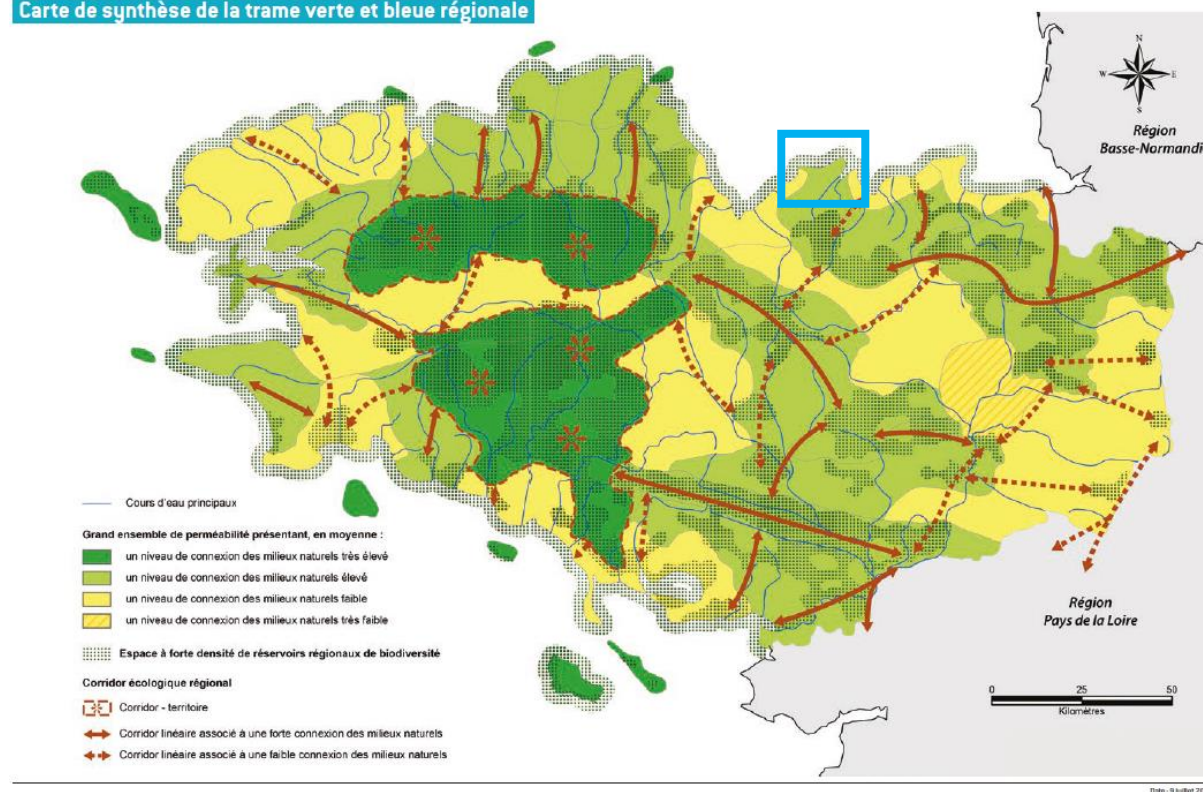 Carte de synthèse de la trame verte et bleue régionale
N
W
E
S
Région
Basse-Normandi
Cours d'eau principaux
Grand ensemble de perméabilité présentant, en moyenne :
un niveau de connexion des milieux naturels très élevé
un niveau de connexion des milieux naturels élevé
un niveau de connexion des milieux naturels faible
un niveau de connexion des milieux naturels très faible
Espace à forte densité de réservoirs régionaux de biodiversité
Corridor écologique régional
Corridor - territoire
Corridor linéaire associé à une forte connexion des milieux naturels
Corridor linéaire associé à une faible connexion des milieux naturels
Région
Pays de la Loire
0 25 50
Kilomètres
Date - 9 juillet 20